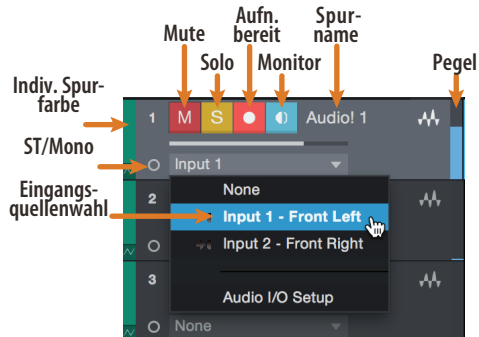 Aufn.
bereit
Spur-
name
Mute
Solo
Monitor
Pegel
Indiv. Spur-
farbe
1 M S Audio! 1
ST/Mono
Input 1
Eingangs-
quellenwahl
2
None
Input 1 - Front Left
Input 2 - Front Right
3
Audio I/O Setup
None